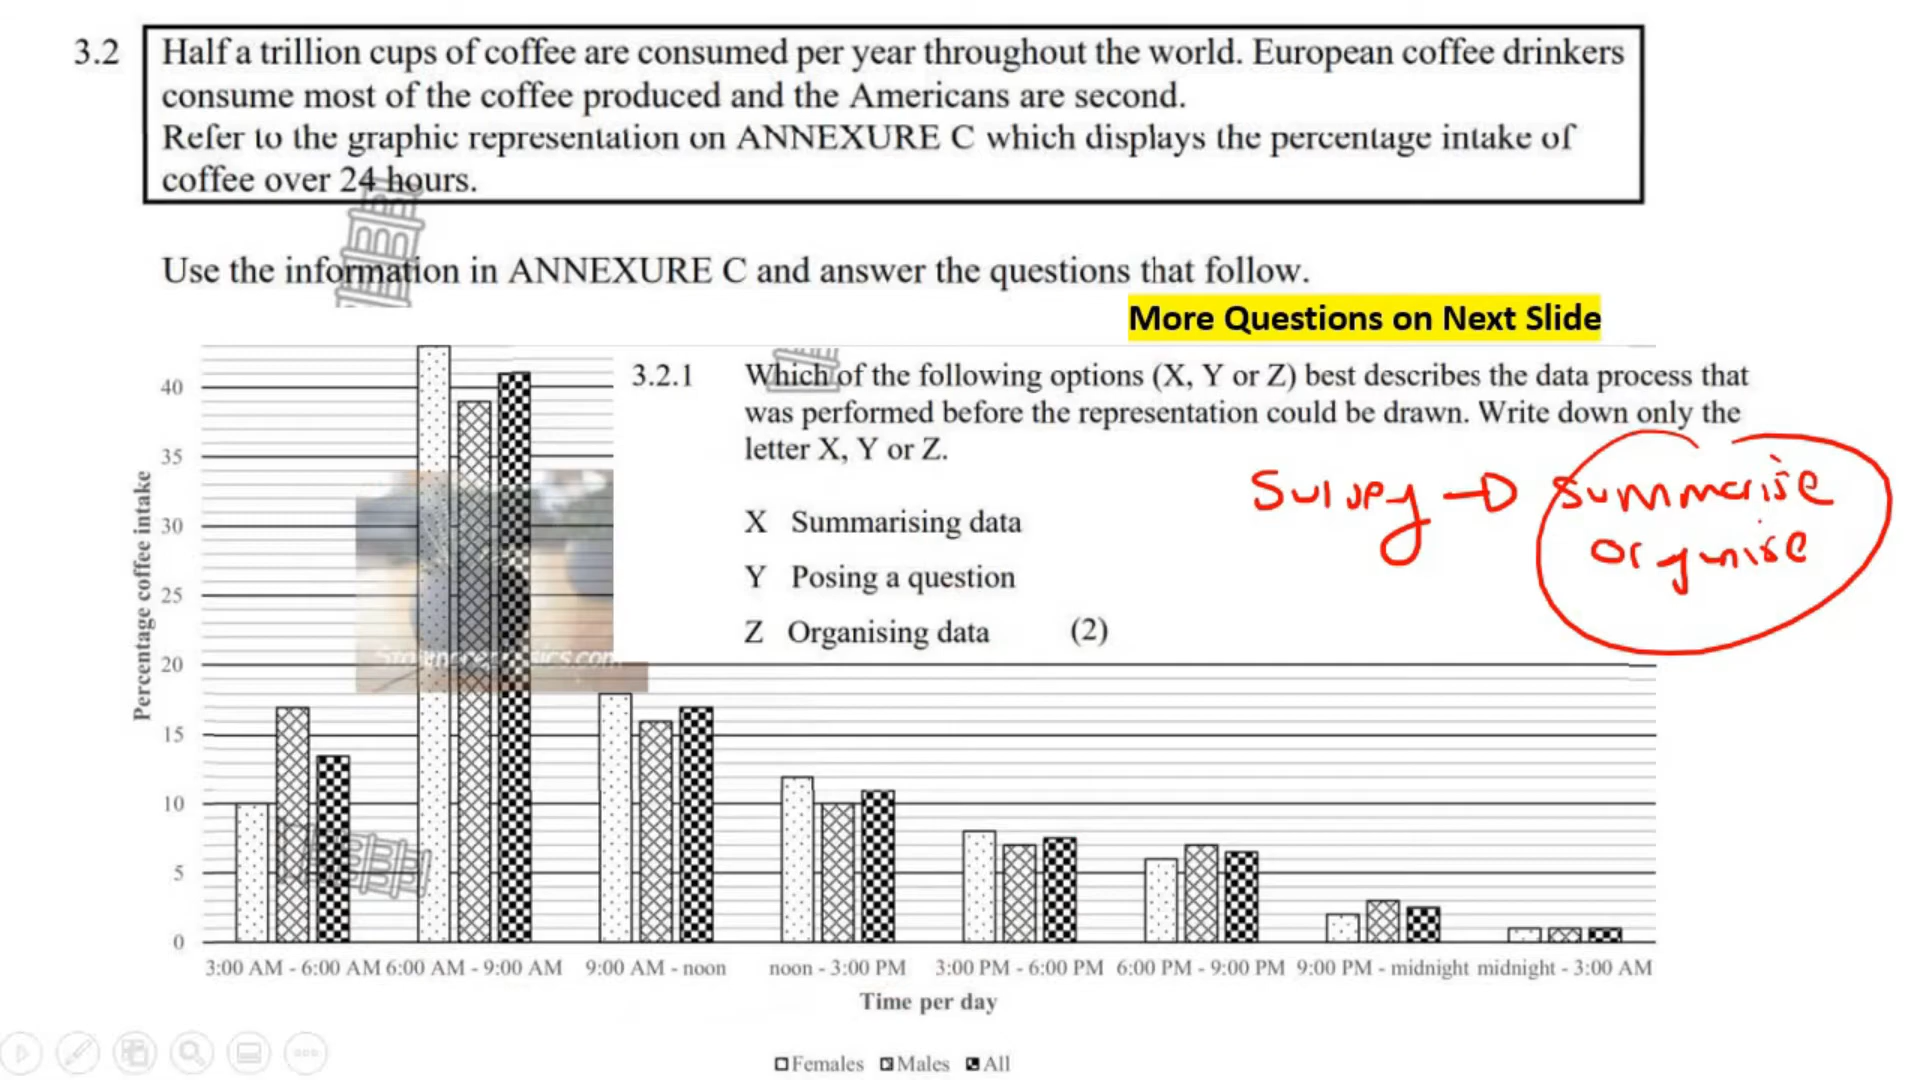 3.2
Half a trillion cups of coffee are consumed per year throughout the world. European coffee drinkers
consume most of the coffee produced and the Americans are second.
Refer to the graphic representation on ANNEXURE C which displays the percentage intake of
coffee over 24 hours.
Use the information in ANNEXURE C and answer the questions that follow.
More Questions on Next Slide
3.2.1 Which of the following options (X, Y or Z) best describes the data process that
was performed before the representation could be drawn. Write down only the
letter X, Y or Z.
X Summarising data
Y Posing a question
Z Organising data (2)
Survey → summarise
organise
Percentage coffee intake
40
35
30
25
20
15
10
5
0
3:00 AM - 6:00 AM 6:00 AM - 9:00 AM 9:00 AM - noon noon - 3:00 PM 3:00 PM - 6:00 PM 6:00 PM - 9:00 PM 9:00 PM - midnight midnight - 3:00 AM
Time per day
Females Males All